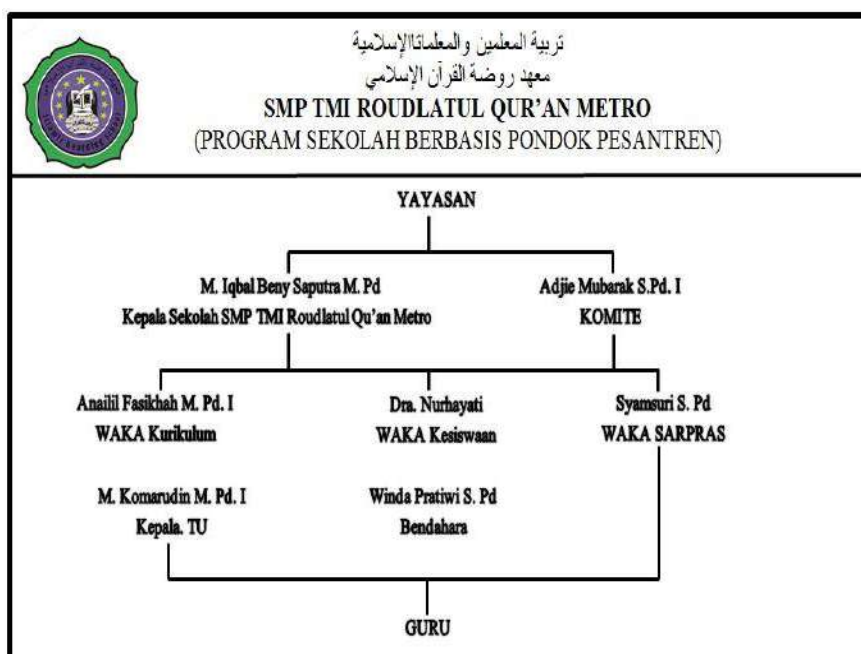 تربية المعلمين والمعلماتاالإسلامية
معهد روضة القرآن الإسلامي
SMP TMI ROUDLATUL QUR'AN METRO
(PROGRAM SEKOLAH BERBASIS PONDOK PESANTREN)
YAYASAN
M. Iqbal Beny Saputra M. Pd
Kepala Sekolah SMP TMI Roudlatul Qu'an Metro
Adjie Mubarak S.Pd. I
KOMITE
Anailil Fasikhah M. Pd. I
WAKA Kurikulum
Dra. Nurhayati
WAKA Kesiswaan
Syamsuri S. Pd
WAKA SARPRAS
M. Komarudin M. Pd. I
Kepala. TU
Winda Pratiwi S. Pd
Bendahara
GURU